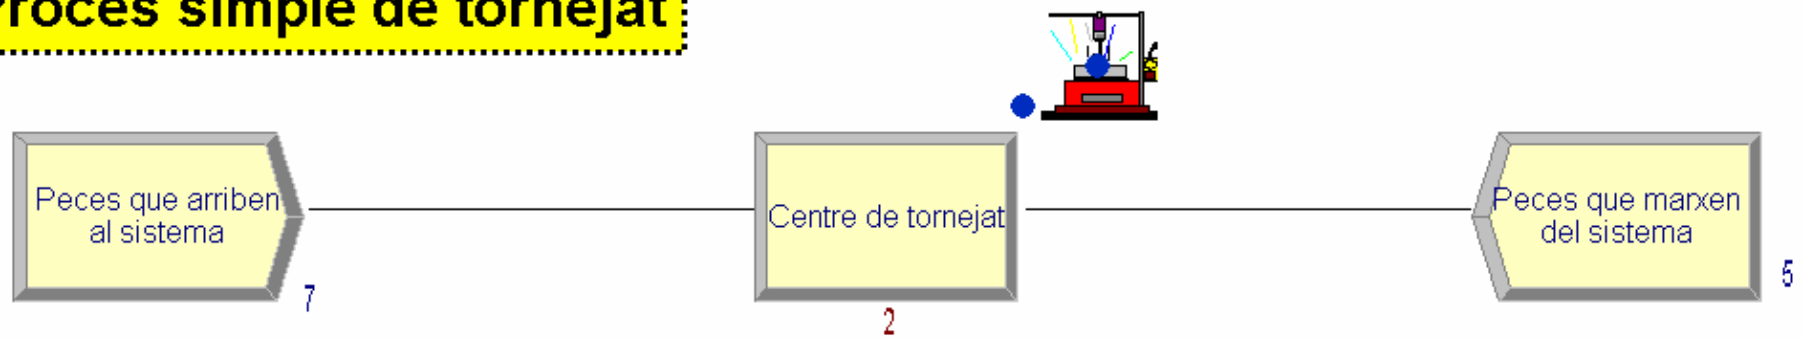 Procés simple de tornejat
Peces que arriben
al sistema
7
Centre de tornejat
2
Peces que marxen
del sistema
5